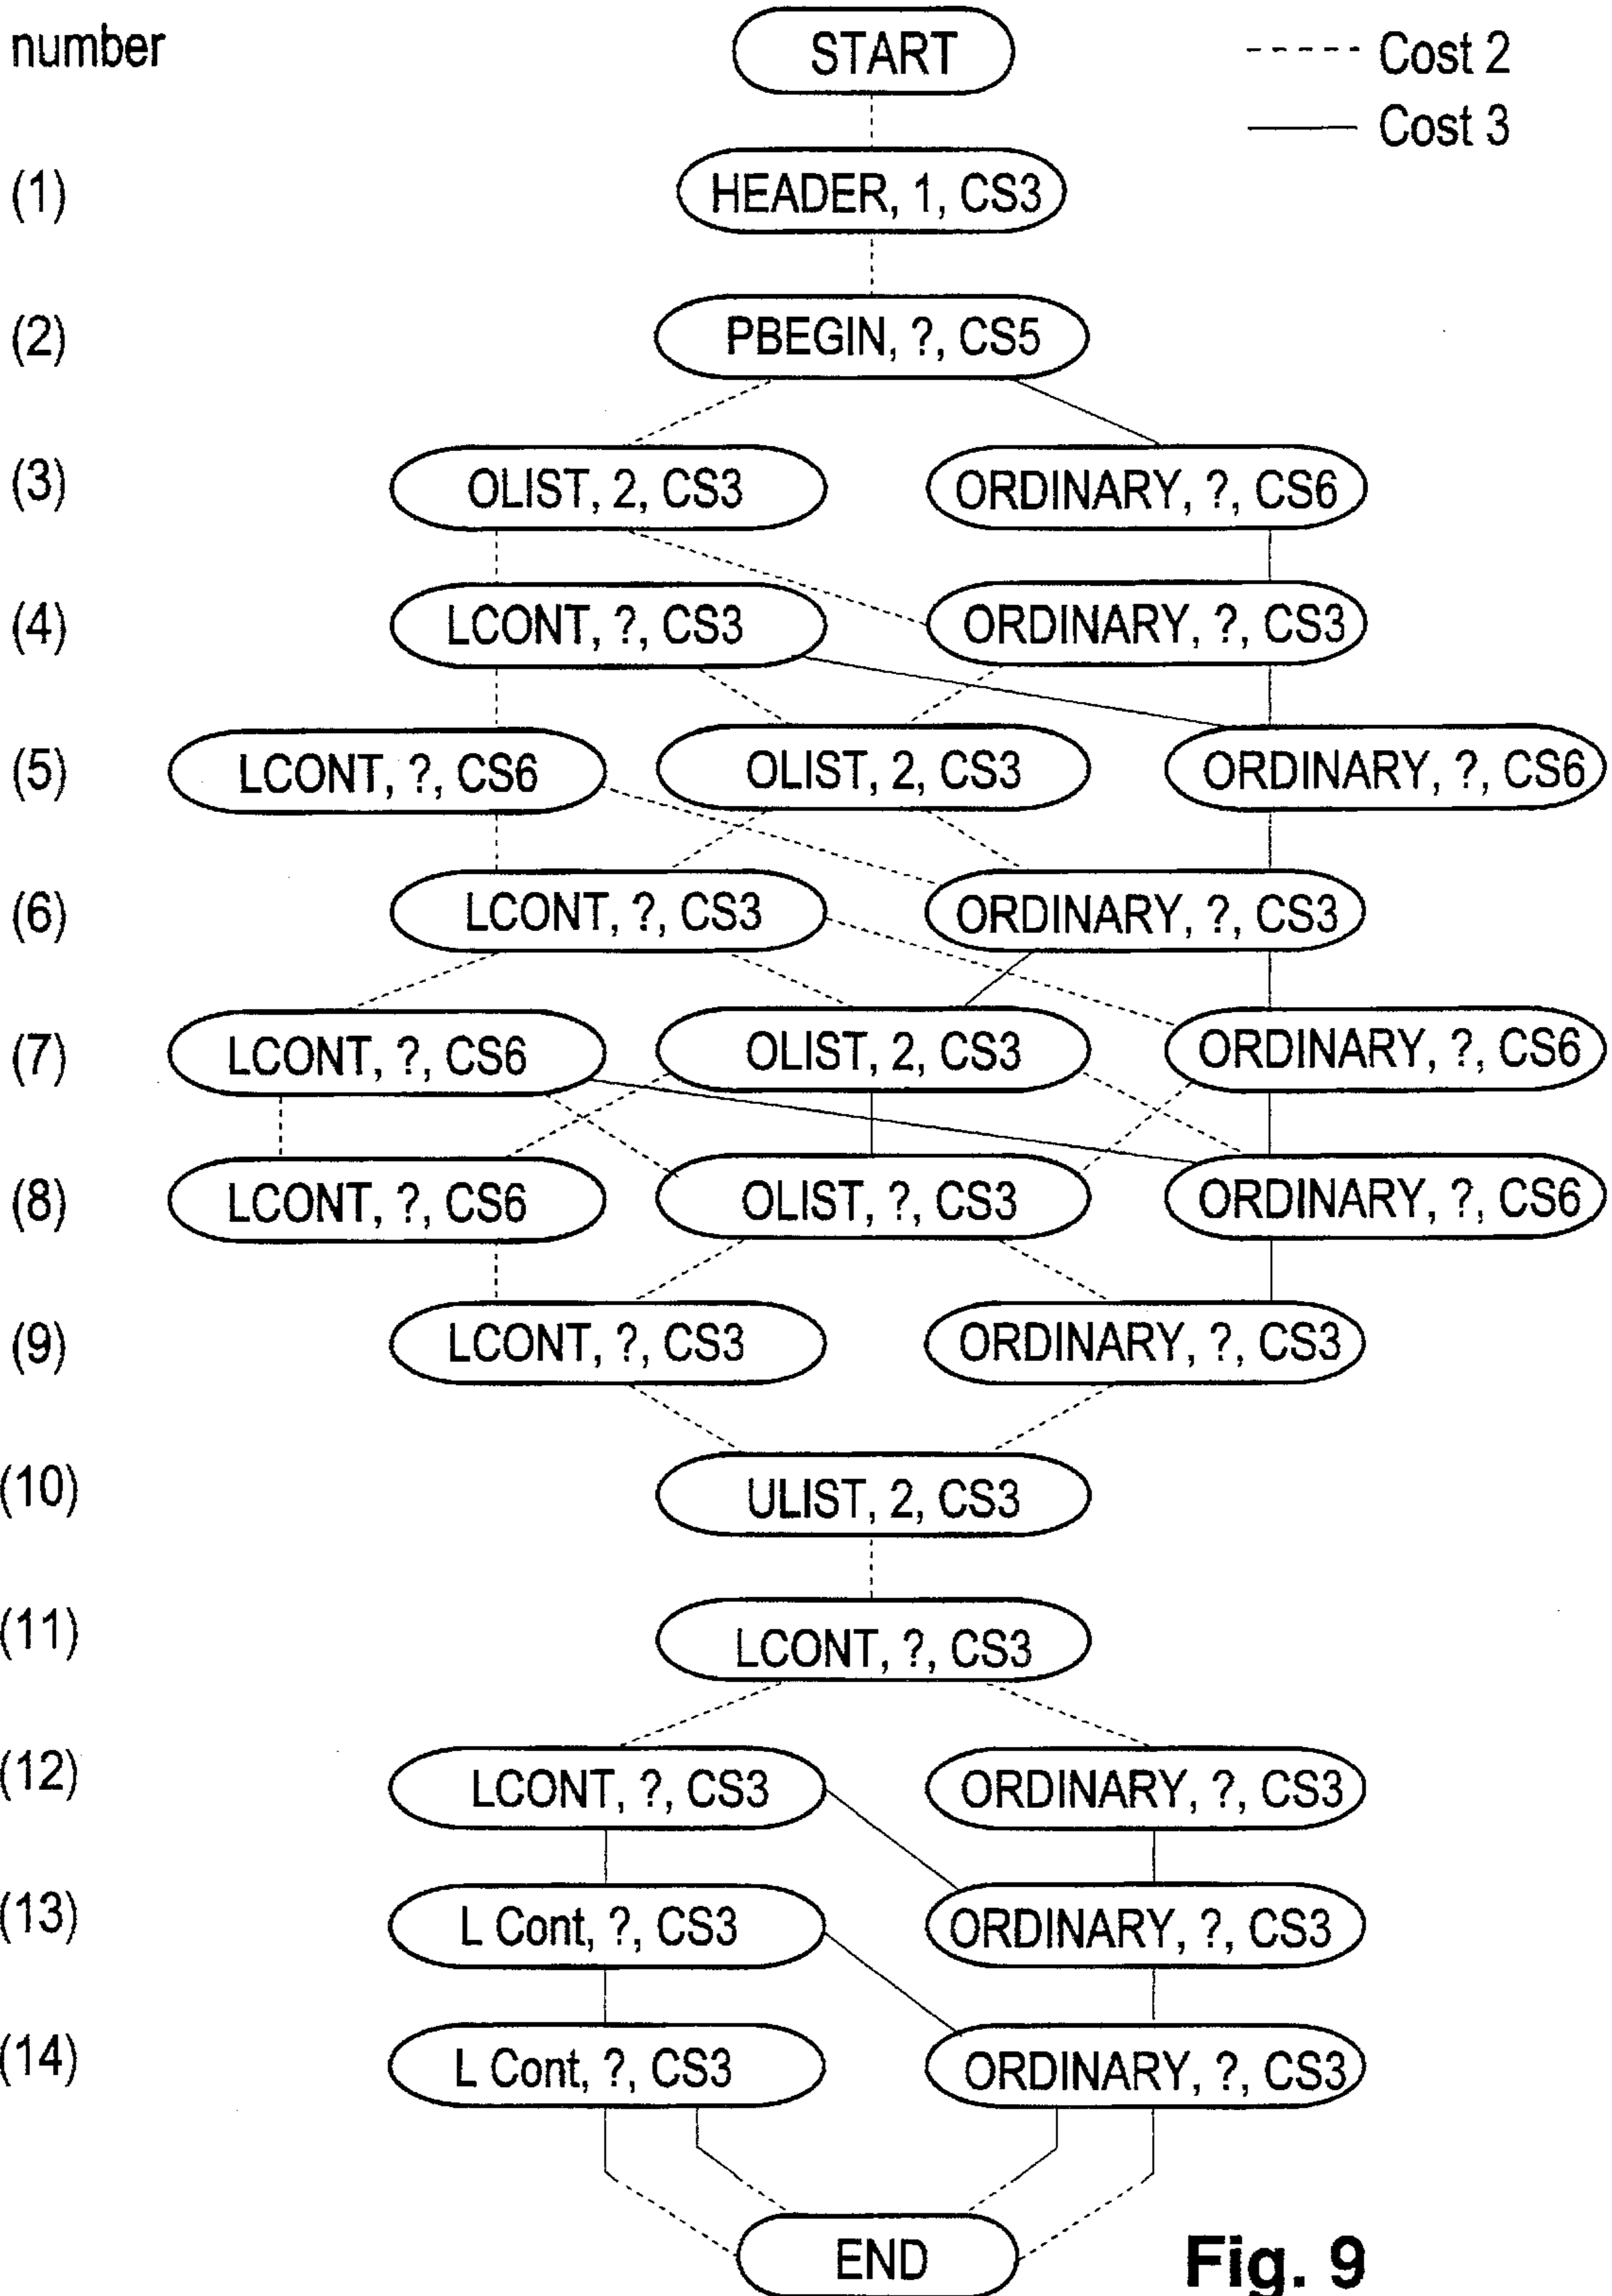 number
START
Cost 2
Cost 3
(1)
HEADER, 1, CS3
(2)
PBEGIN, ?, CS5
(3)
OLIST, 2, CS3
ORDINARY, ?, CS6
(4)
LCONT, ?, CS3
ORDINARY, ?, CS3
(5)
LCONT, ?, CS6
OLIST, 2, CS3
ORDINARY, ?, CS6
(6)
LCONT, ?, CS3
ORDINARY, ?, CS3
(7)
LCONT, ?, CS6
OLIST, 2, CS3
ORDINARY, ?, CS6
(8)
LCONT, ?, CS6
OLIST, ?, CS3
ORDINARY, ?, CS6
(9)
LCONT, ?, CS3
ORDINARY, ?, CS3
(10)
ULIST, 2, CS3
(11)
LCONT, ?, CS3
(12)
LCONT, ?, CS3
ORDINARY, ?, CS3
(13)
L Cont, ?, CS3
ORDINARY, ?, CS3
(14)
L Cont, ?, CS3
ORDINARY, ?, CS3
END
Fig. 9